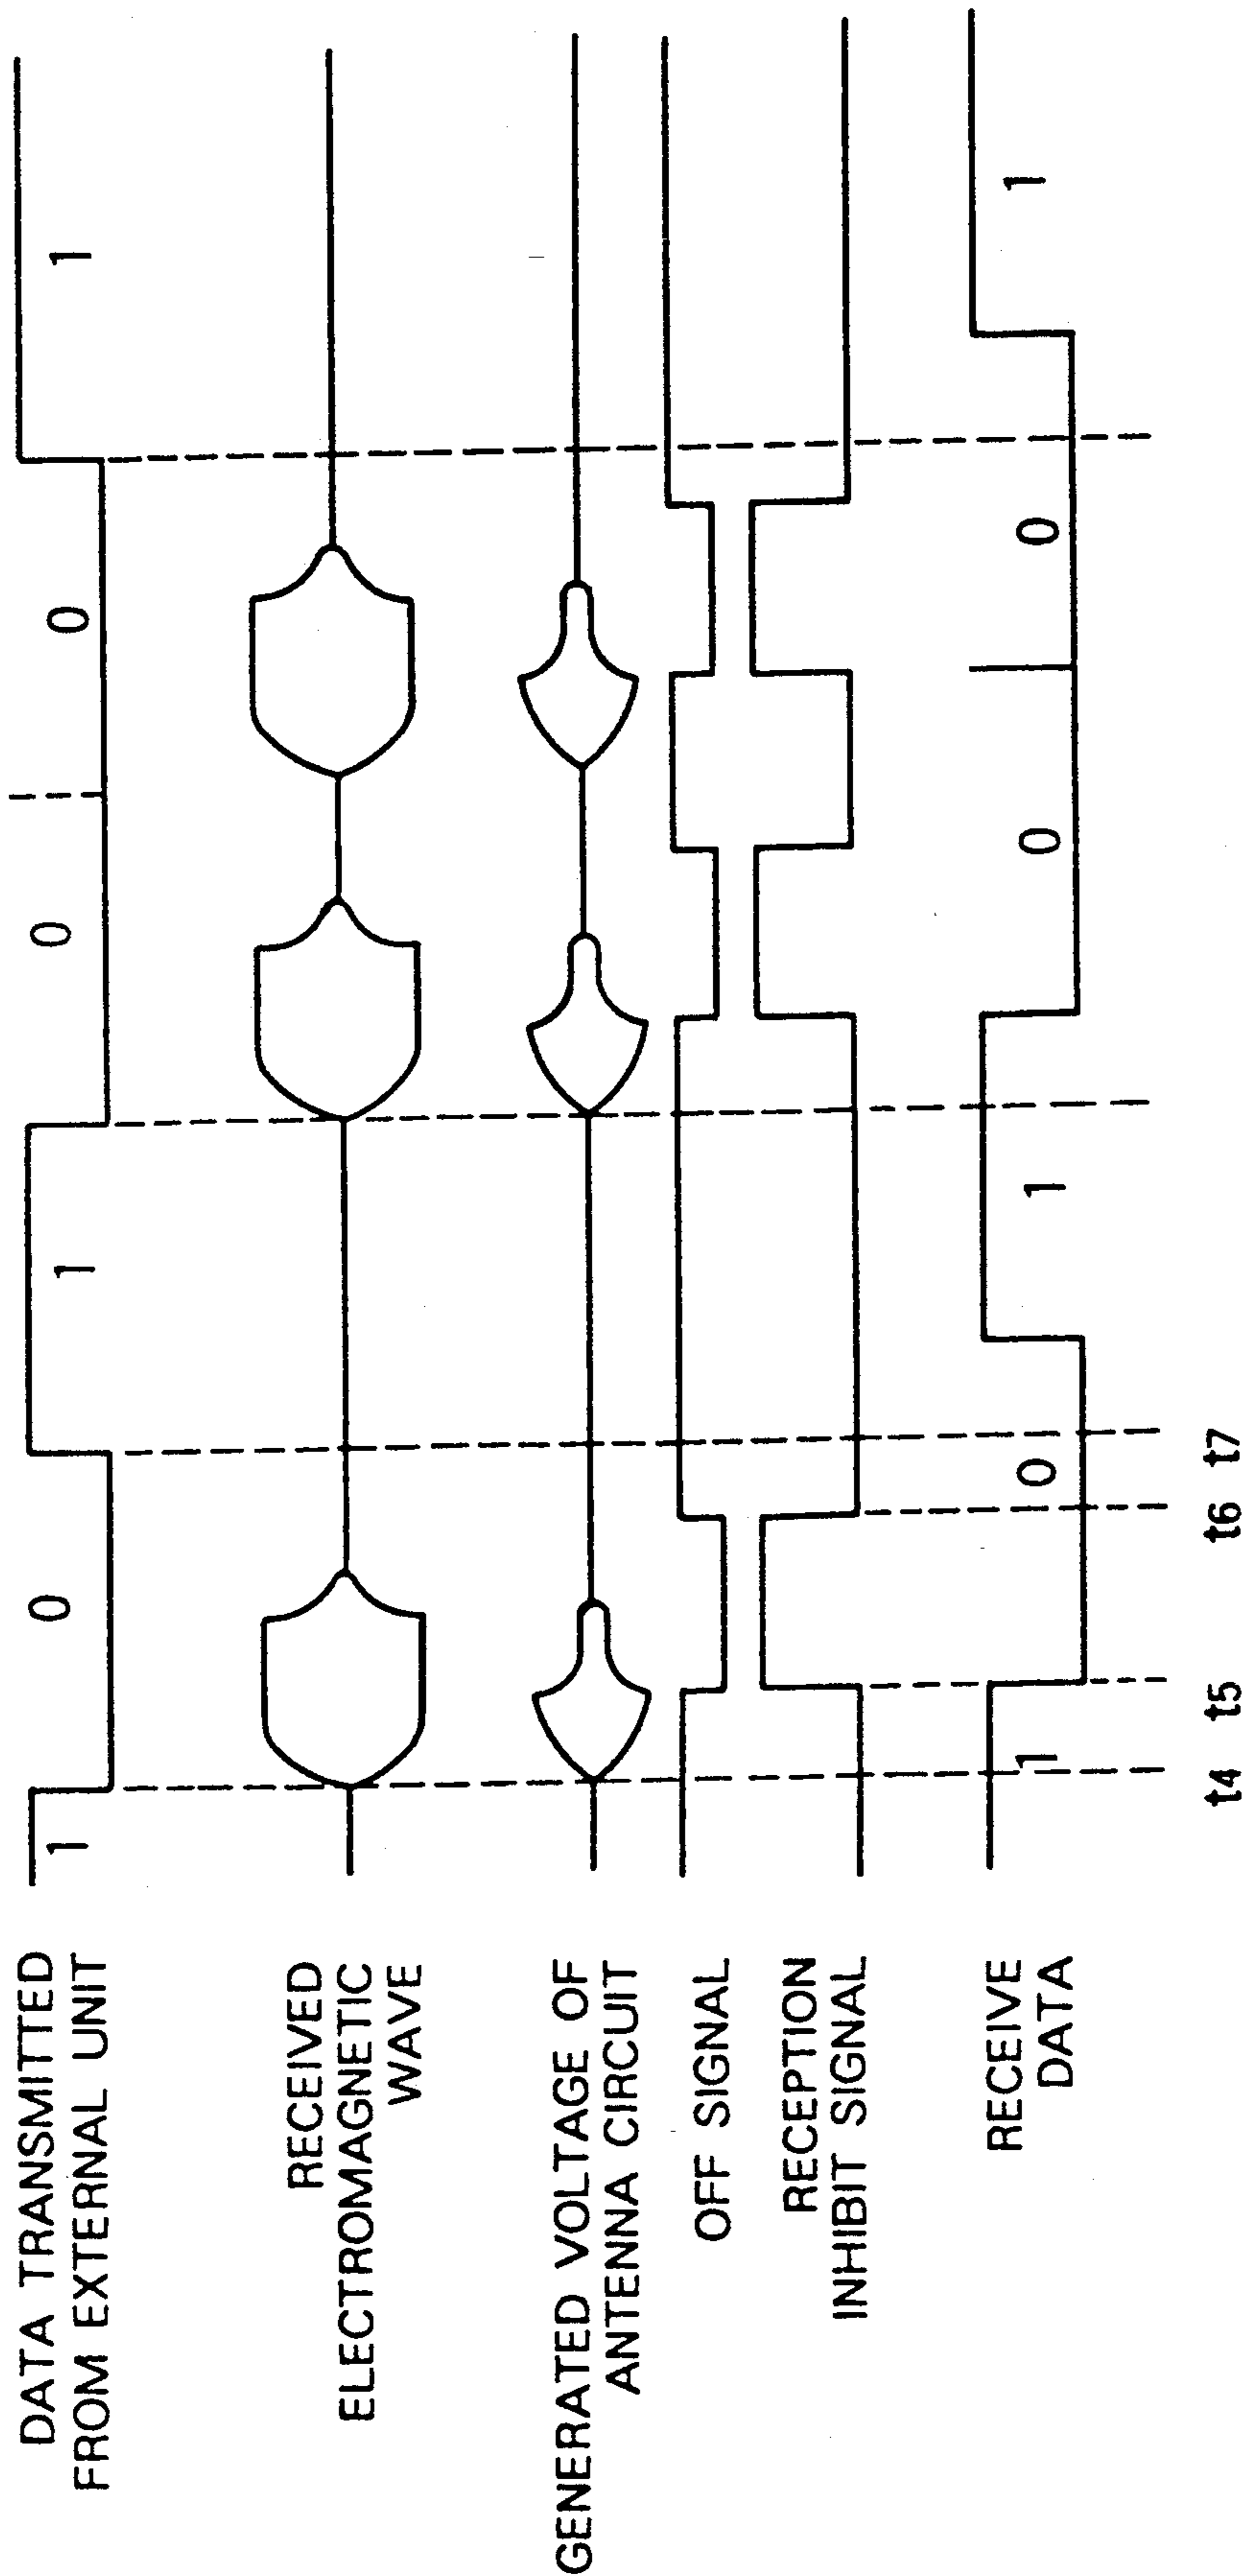 DATA TRANSMITTED
FROM EXTERNAL UNIT
1 0 1 0 0 1
RECEIVED
ELECTROMAGNETIC
WAVE
GENERATED VOLTAGE OF
ANTENNA CIRCUIT
OFF SIGNAL
RECEPTION
INHIBIT SIGNAL
RECEIVE
DATA
1 0 1 0 0 1
t4 t5 t6 t7